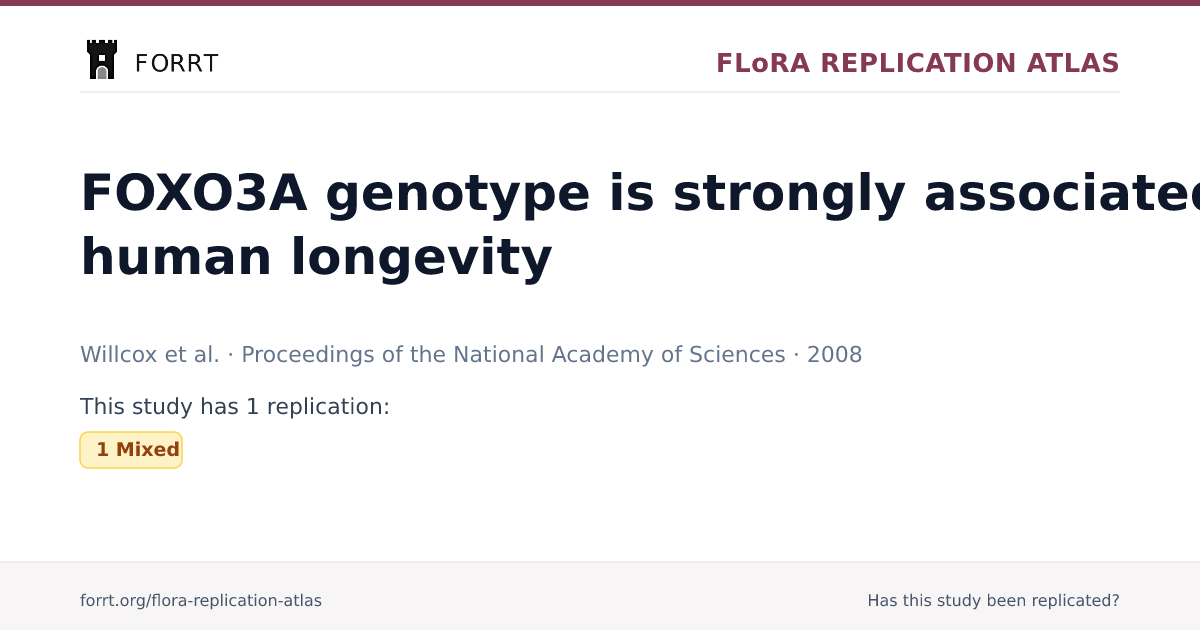 FORRT
FLoRA REPLICATION ATLAS
FOXO3A genotype is strongly associated
human longevity
Willcox et al. · Proceedings of the National Academy of Sciences · 2008
This study has 1 replication:
1 Mixed
forrt.org/flora-replication-atlas
Has this study been replicated?